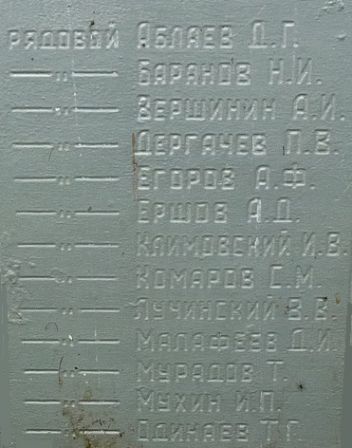 РЯДОВОЙ АБЛАЕВ Д.Г.
—„— БАРАНОВ Н.И.
—„— ВЕРШИНИН А.И.
—„— ДЕРГАЧЕВ П.В.
—„— ЕГОРОВ А.Ф.
—„— ЕРШОВ А.Д.
—„— КЛИМОВСКИЙ И.В.
—„— КОМАРОВ С.М.
—„— ЛУЧИНСКИЙ В.В.
—„— МАЛАФЕЕВ Д.И.
—„— МУРАДОВ Т.
—„— МУХИН И.П.
—„— ОДИНАЕВ Т.Г.